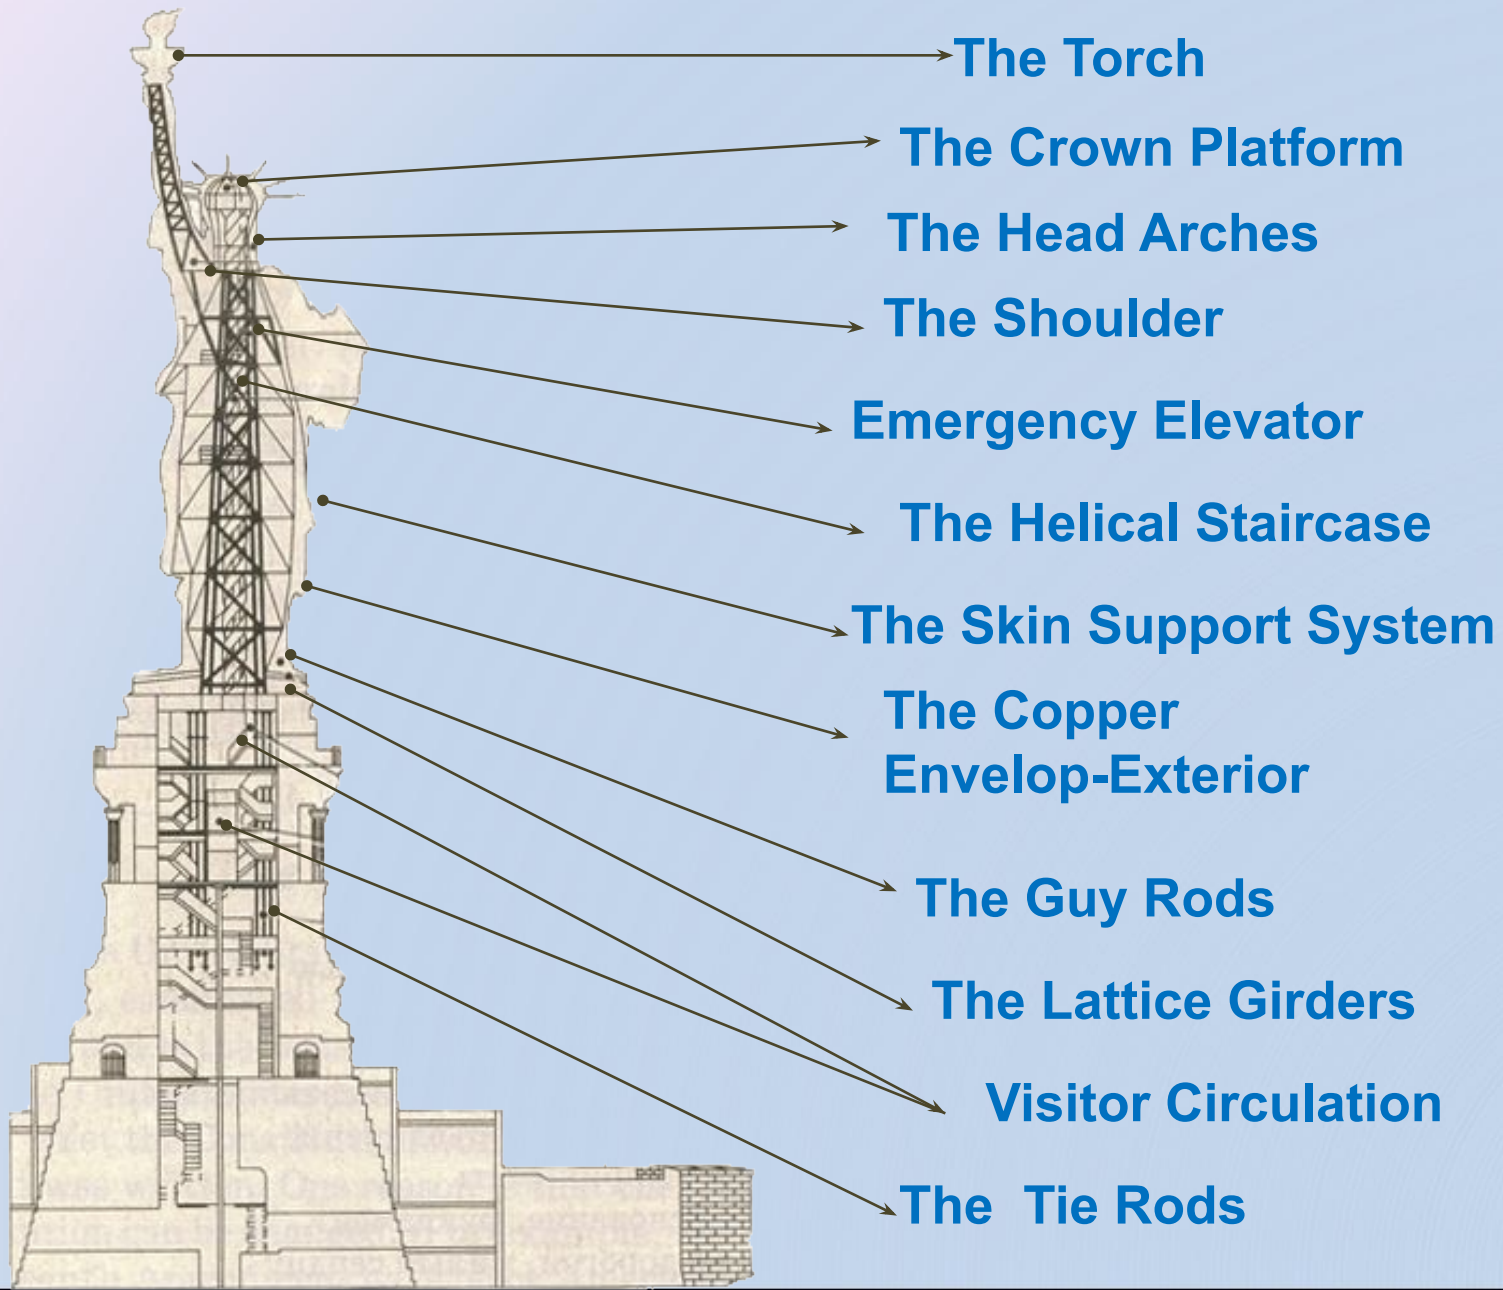 The Torch
The Crown Platform
The Head Arches
The Shoulder
Emergency Elevator
The Helical Staircase
The Skin Support System
The Copper
Envelop-Exterior
The Guy Rods
The Lattice Girders
Visitor Circulation
The Tie Rods